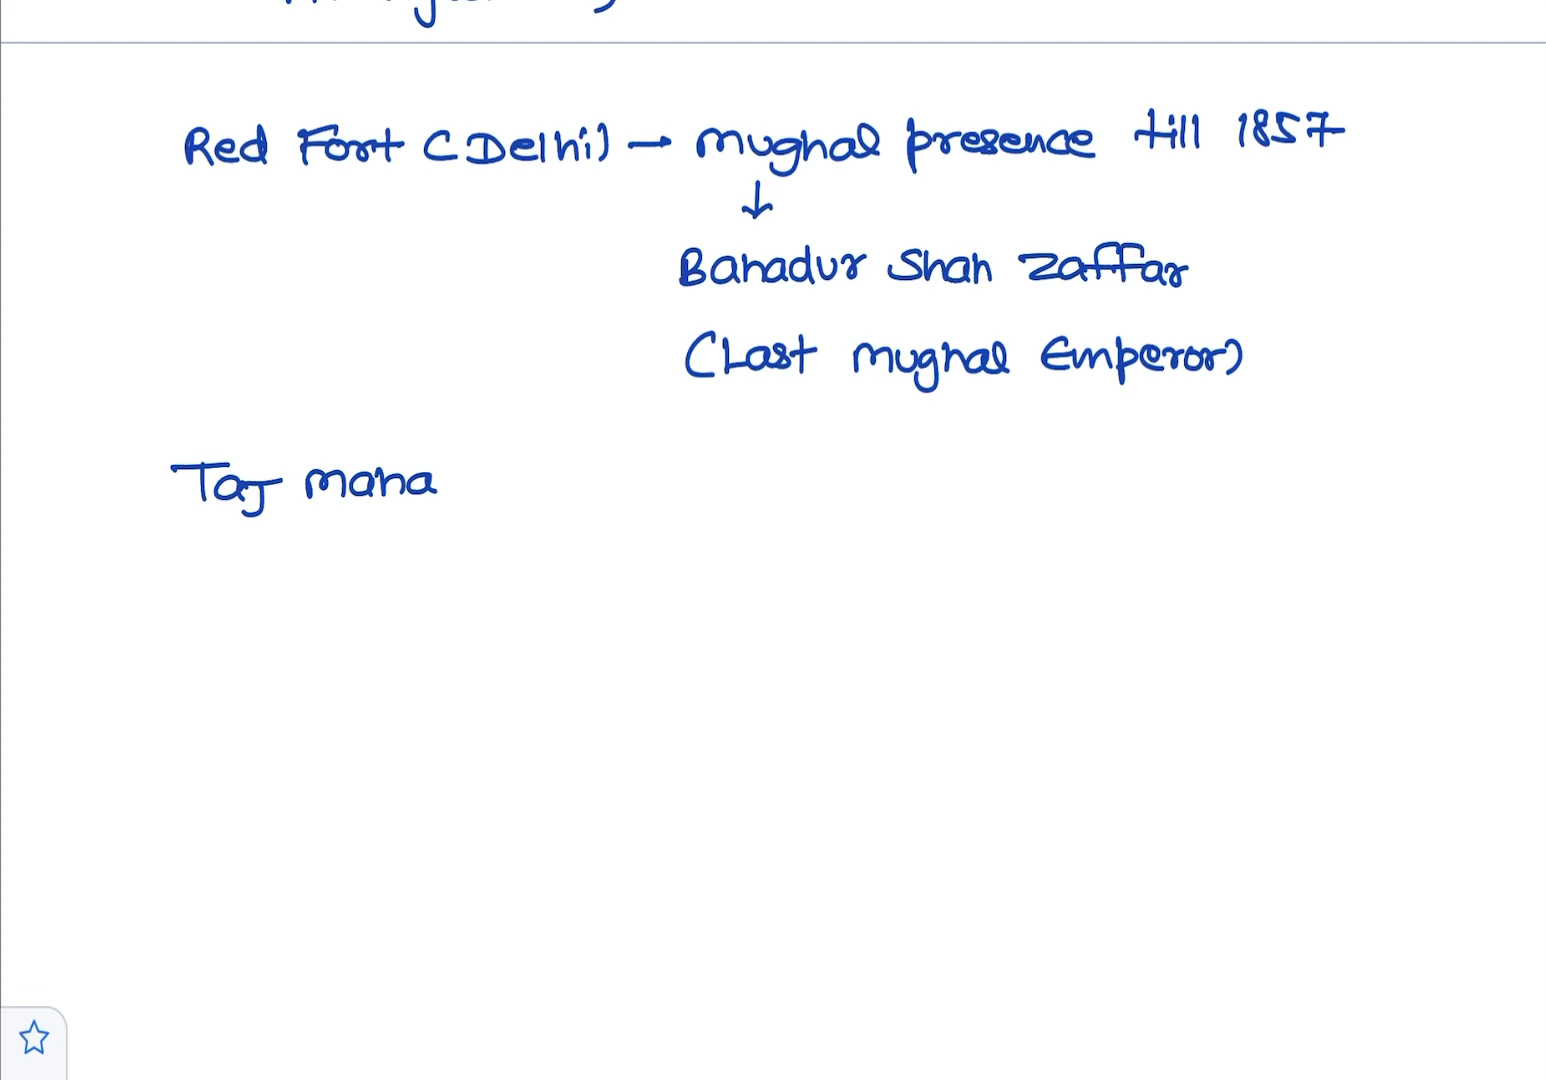 Red Fort (Delhi) → mughal presence till 1857
↓
Bahadur Shah Zaffar
(Last mughal Emperor)
Taj maha